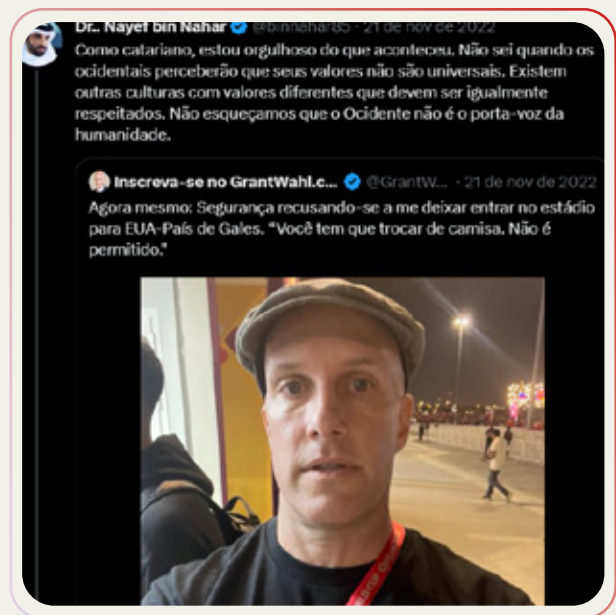 Dr.. Nayef bin Nahar @binnahar85 · 21 de nov de 2022
Como catariano, estou orgulhoso do que aconteceu. Não sei quando os
ocidentais perceberão que seus valores não são universais. Existem
outras culturas com valores diferentes que devem ser igualmente
respeitados. Não esqueçamos que o Ocidente não é o porta-voz da
humanidade.
Inscreva-se no GrantWahl.c... @GrantW... · 21 de nov de 2022
Agora mesmo: Segurança recusando-se a me deixar entrar no estádio
para EUA-País de Gales. "Você tem que trocar de camisa. Não é
permitido."